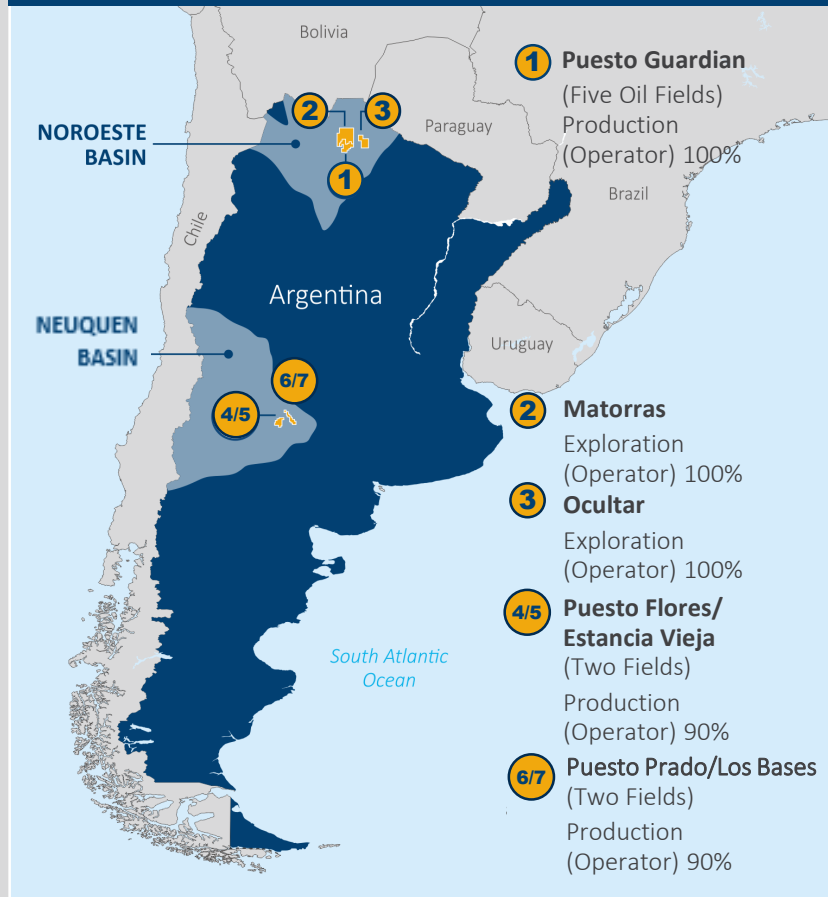 Bolivia
1
Puesto Guardian
(Five Oil Fields)
Production
(Operator) 100%
2
3
NOROESTE
BASIN
Paraguay
1
Brazil
Chile
Argentina
NEUQUEN
BASIN
Uruguay
6/7
4/5
2
Matorras
Exploration
(Operator) 100%
3
Ocultar
Exploration
(Operator) 100%
4/5
Puesto Flores/
Estancia Vieja
(Two Fields)
Production
(Operator) 90%
South Atlantic
Ocean
6/7
Puesto Prado/Los Bases
(Two Fields)
Production
(Operator) 90%